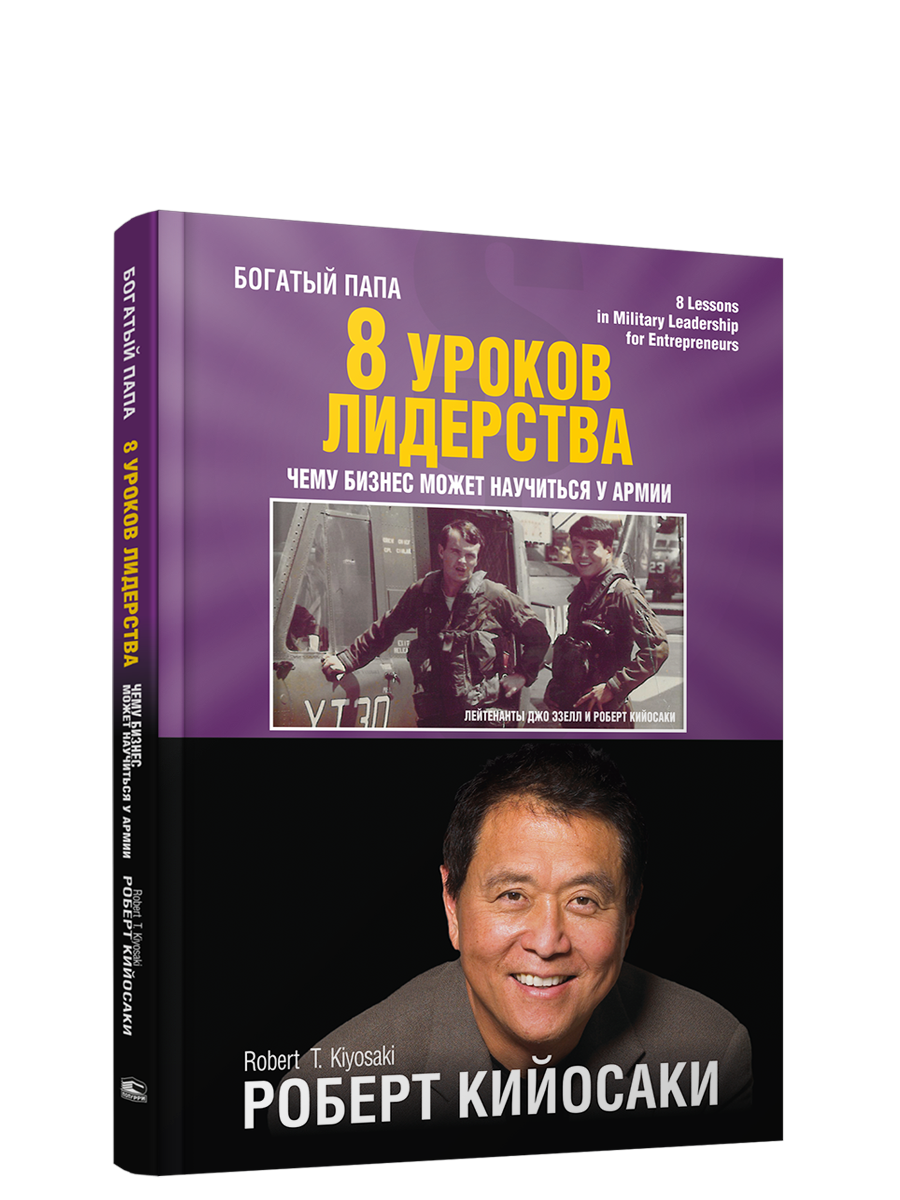 БОГАТЫЙ ПАПА
8 Lessons
in Military Leadership
for Entrepreneurs
8 УРОКОВ
ЛИДЕРСТВА
ЧЕМУ БИЗНЕС МОЖЕТ НАУЧИТЬСЯ У АРМИИ
23
YT30
ЛЕЙТЕНАНТЫ ДЖО ЭЗЕЛЛ И РОБЕРТ КИЙОСАКИ
Robert T. Kiyosaki
РОБЕРТ КИЙОСАКИ
БОГАТЫЙ ПАПА
8 УРОКОВ ЛИДЕРСТВА
ЧЕМУ БИЗНЕС
МОЖЕТ НАУЧИТЬСЯ У АРМИИ
Robert T. Kiyosaki
РОБЕРТ КИЙОСАКИ